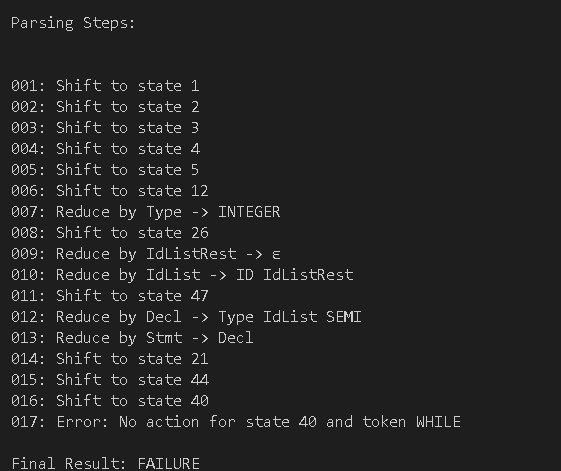 Parsing Steps:
001: Shift to state 1
002: Shift to state 2
003: Shift to state 3
004: Shift to state 4
005: Shift to state 5
006: Shift to state 12
007: Reduce by Type -> INTEGER
008: Shift to state 26
009: Reduce by IdListRest -> ε
010: Reduce by IdList -> ID IdListRest
011: Shift to state 47
012: Reduce by Decl -> Type IdList SEMI
013: Reduce by Stmt -> Decl
014: Shift to state 21
015: Shift to state 44
016: Shift to state 40
017: Error: No action for state 40 and token WHILE
Final Result: FAILURE